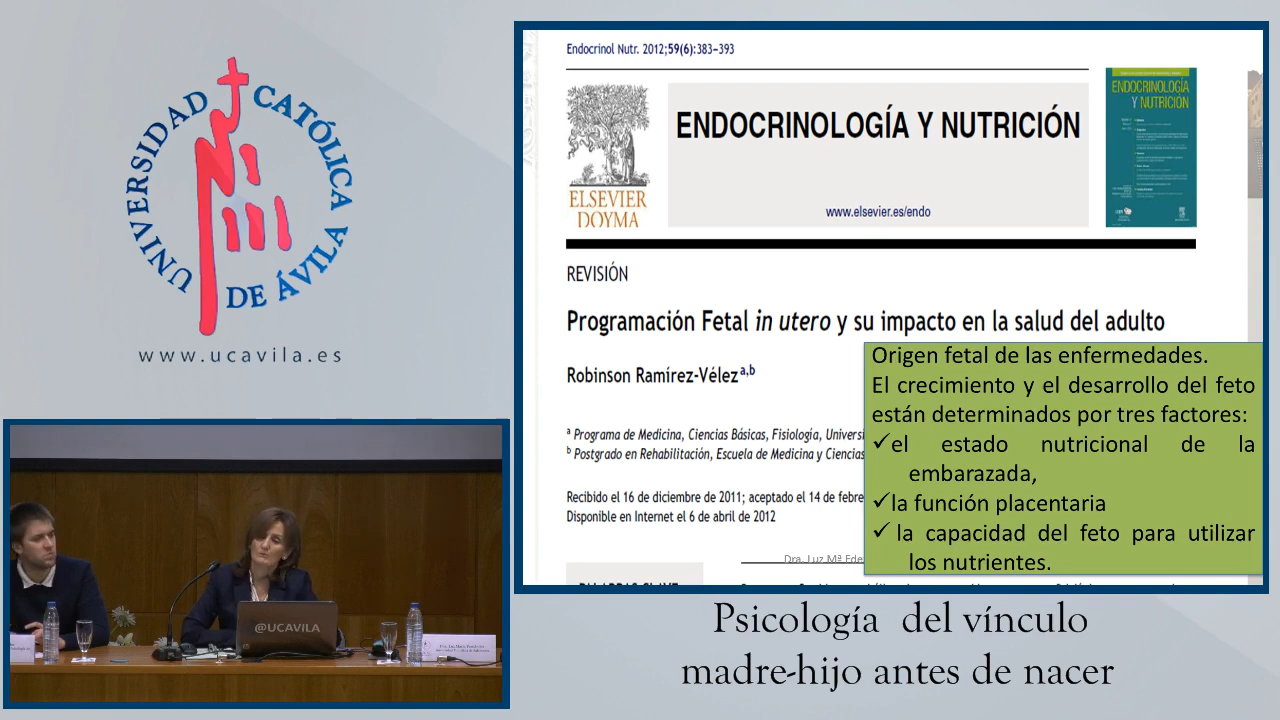 UNIVERSIDAD CATÓLICA DE ÁVILA
www.ucavila.es
@UCAVILA
Endocrinol Nutr. 2012;59(6):383-393
ELSEVIER
DOYMA
ENDOCRINOLOGÍA Y NUTRICIÓN
www.elsevier.es/endo
ENDOCRINOLOGÍA
Y NUTRICIÓN
REVISIÓN
Programación Fetal in utero y su impacto en la salud del adulto
Robinson Ramírez-Vélez a,b
a Programa de Medicina, Ciencias Básicas, Fisiología,
b Postgrado en Rehabilitación, Escuela de Medicina y Ciencias
Recibido el 16 de diciembre de 2011; aceptado el 14 de
Disponible en Internet el 6 de abril de 2012
Dra. Luz Mª
Origen fetal de las enfermedades.
El crecimiento y el desarrollo del feto
están determinados por tres factores:
✓el estado nutricional de la
embarazada,
✓la función placentaria
✓ la capacidad del feto para utilizar
los nutrientes.
Psicología del vínculo
madre-hijo antes de nacer